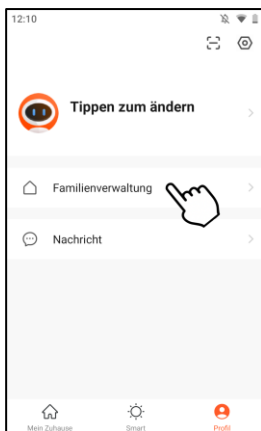 12:10
Tippen zum ändern
Familienverwaltung
Nachricht
Mein Zuhause
Smart
Profil